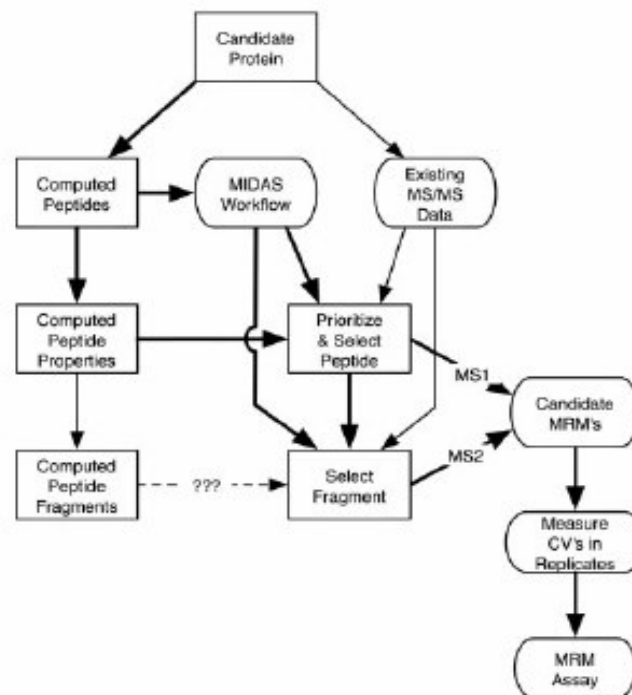 Candidate
Protein
Computed
Peptides
MIDAS
Workflow
Existing
MS/MS
Data
Computed
Peptide
Properties
Prioritize
& Select
Peptide
MS1
Candidate
MRM's
Computed
Peptide
Fragments
???
Select
Fragment
MS2
Measure
CV's in
Replicates
MRM
Assay